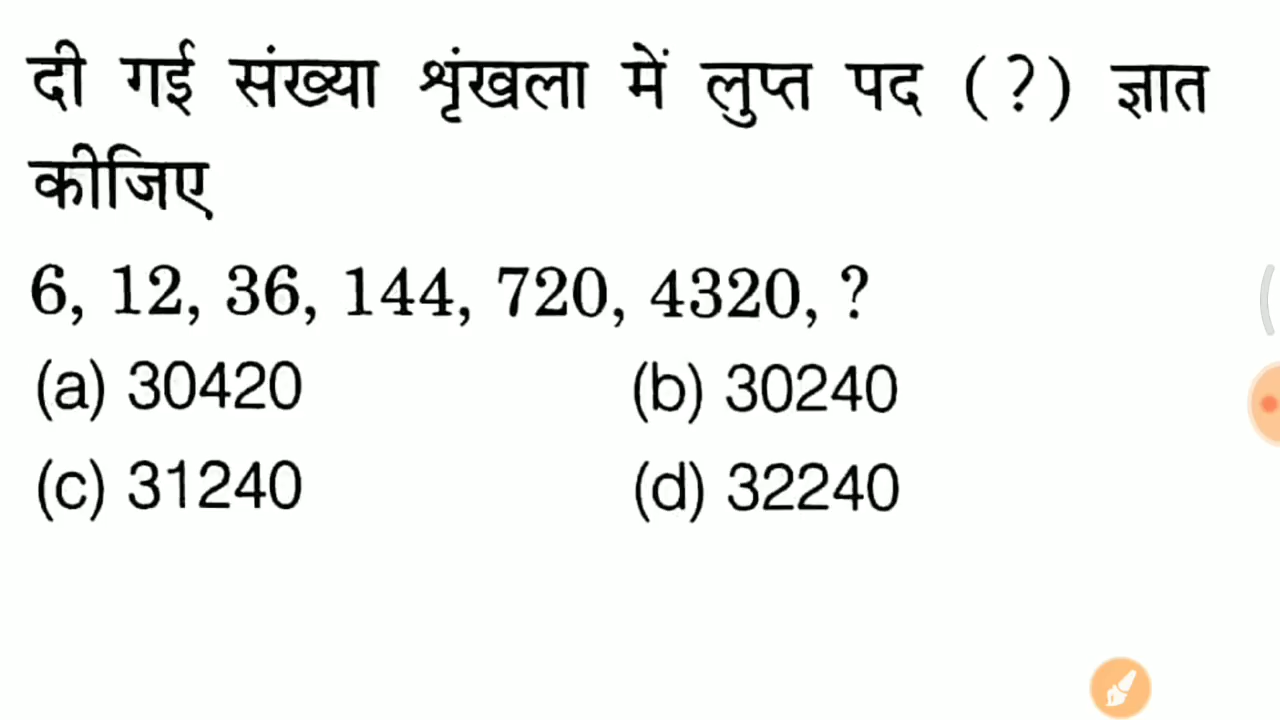 दी गई संख्या शृंखला में लुप्त पद (?) ज्ञात
कीजिए
6, 12, 36, 144, 720, 4320, ?
(a) 30420 (b) 30240
(c) 31240 (d) 32240